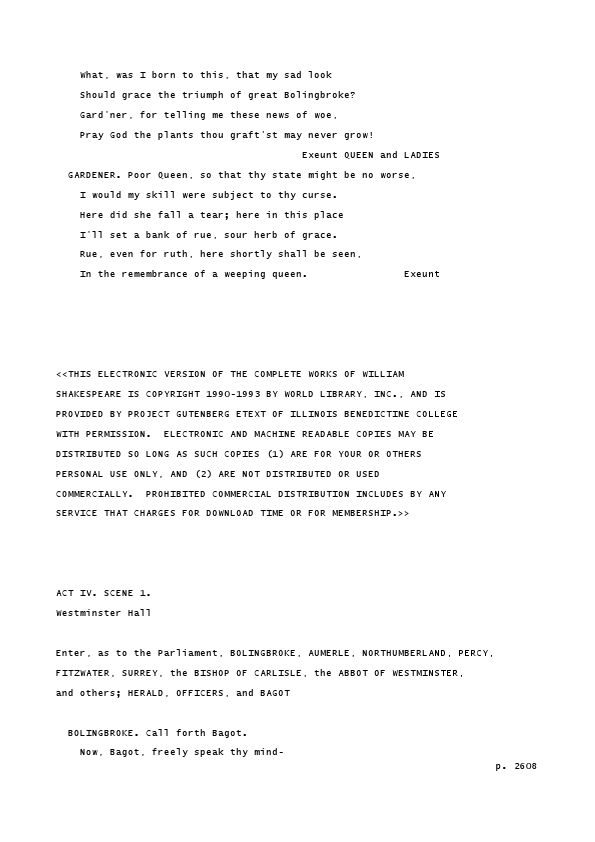 What, was I born to this, that my sad look
Should grace the triumph of great Bolingbroke?
Gard'ner, for telling me these news of woe,
Pray God the plants thou graft'st may never grow!
Exeunt QUEEN and LADIES
GARDENER. Poor Queen, so that thy state might be no worse,
I would my skill were subject to thy curse.
Here did she fall a tear; here in this place
I'll set a bank of rue, sour herb of grace.
Rue, even for ruth, here shortly shall be seen,
In the remembrance of a weeping queen. Exeunt
<<THIS ELECTRONIC VERSION OF THE COMPLETE WORKS OF WILLIAM
SHAKESPEARE IS COPYRIGHT 1990-1993 BY WORLD LIBRARY, INC., AND IS
PROVIDED BY PROJECT GUTENBERG ETEXT OF ILLINOIS BENEDICTINE COLLEGE
WITH PERMISSION. ELECTRONIC AND MACHINE READABLE COPIES MAY BE
DISTRIBUTED SO LONG AS SUCH COPIES (1) ARE FOR YOUR OR OTHERS
PERSONAL USE ONLY, AND (2) ARE NOT DISTRIBUTED OR USED
COMMERCIALLY. PROHIBITED COMMERCIAL DISTRIBUTION INCLUDES BY ANY
SERVICE THAT CHARGES FOR DOWNLOAD TIME OR FOR MEMBERSHIP.>>
ACT IV. SCENE 1.
Westminster Hall
Enter, as to the Parliament, BOLINGBROKE, AUMERLE, NORTHUMBERLAND, PERCY,
FITZWATER, SURREY, the BISHOP OF CARLISLE, the ABBOT OF WESTMINSTER,
and others; HERALD, OFFICERS, and BAGOT
BOLINGBROKE. Call forth Bagot.
Now, Bagot, freely speak thy mind-
p. 2608